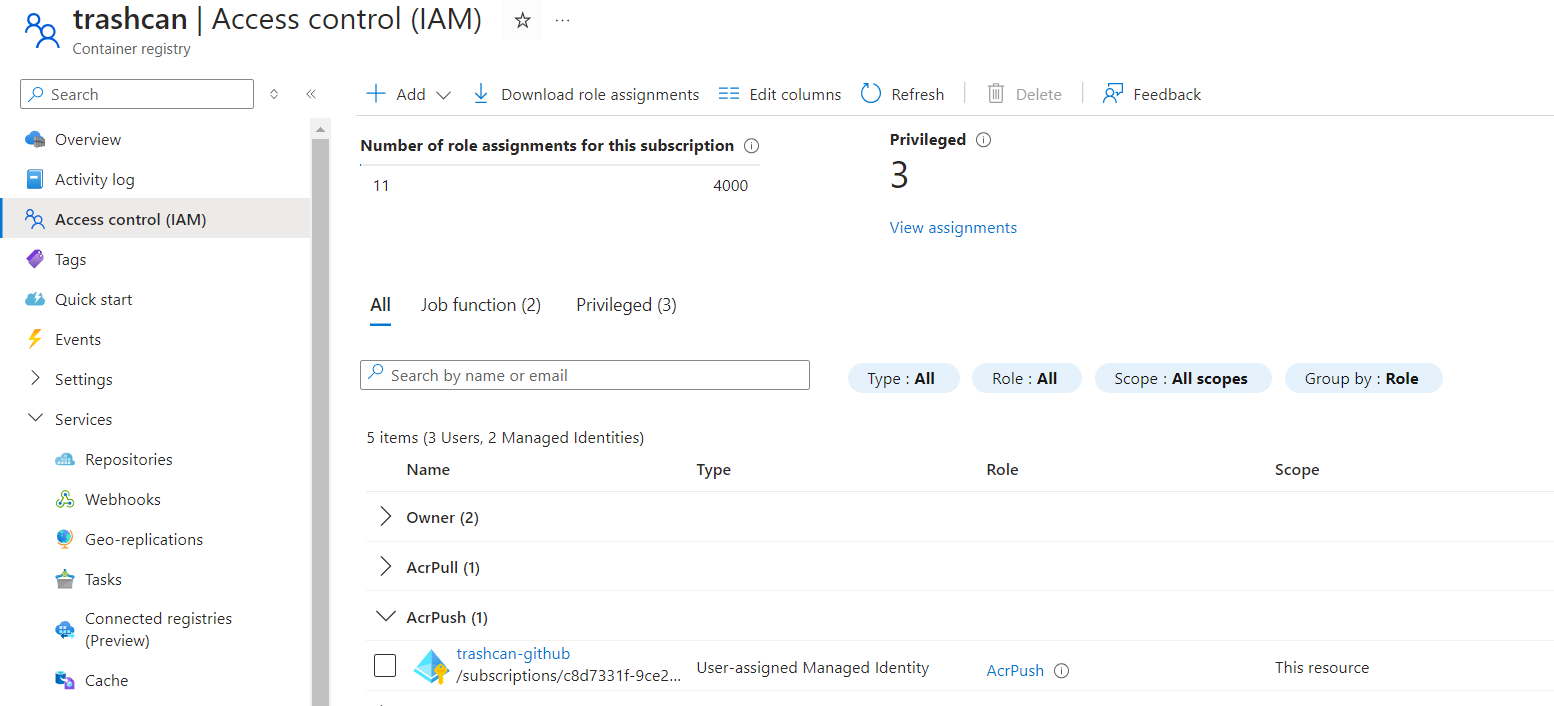 trashcan | Access control (IAM)
Container registry
Search
Overview
Activity log
Access control (IAM)
Tags
Quick start
Events
Settings
Services
Repositories
Webhooks
Geo-replications
Tasks
Connected registries
(Preview)
Cache
Add
Download role assignments
Edit columns
Refresh
Delete
Feedback
Number of role assignments for this subscription
11 4000
Privileged
3
View assignments
All Job function (2) Privileged (3)
Search by name or email
Type : All
Role : All
Scope : All scopes
Group by : Role
5 items (3 Users, 2 Managed Identities)
Name Type Role Scope
Owner (2)
AcrPull (1)
AcrPush (1)
trashcan-github
/subscriptions/c8d7331f-9ce2...
User-assigned Managed Identity
AcrPush
This resource